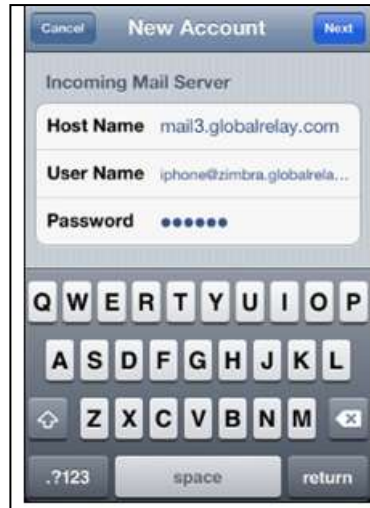 Cancel New Account Next
Incoming Mail Server
Host Name mail3.globalrelay.com
User Name iphone@zimbra.globalrela...
Password ●●●●●●
Q W E R T Y U I O P
A S D F G H J K L
Z X C V B N M
.?123 space return